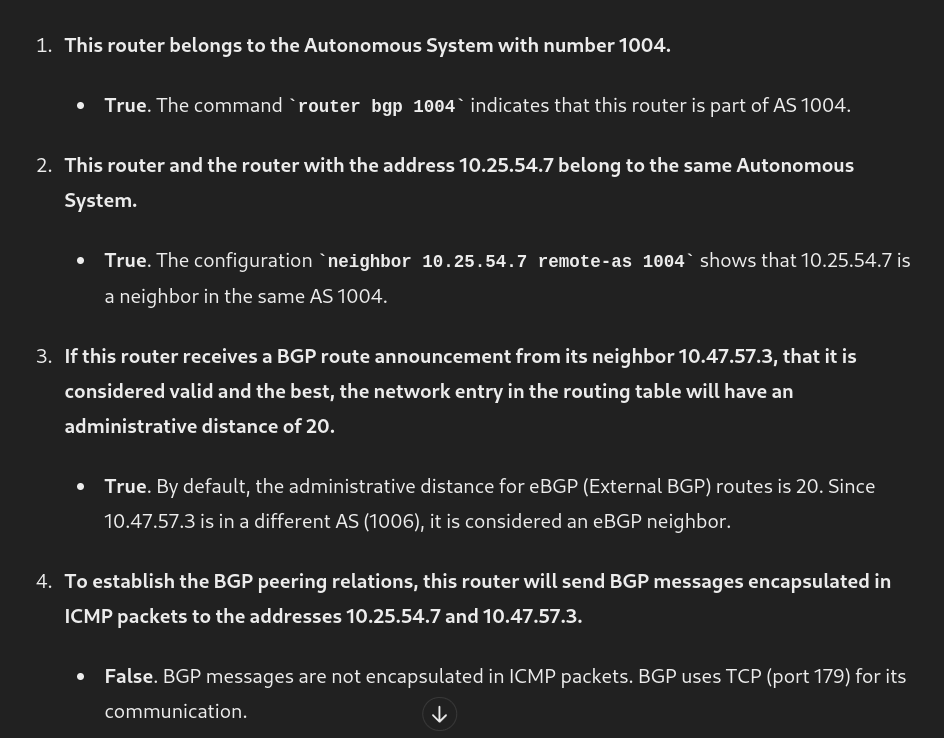 1. This router belongs to the Autonomous System with number 1004.
• True. The command `router bgp 1004` indicates that this router is part of AS 1004.
2. This router and the router with the address 10.25.54.7 belong to the same Autonomous
System.
• True. The configuration `neighbor 10.25.54.7 remote-as 1004` shows that 10.25.54.7 is
a neighbor in the same AS 1004.
3. If this router receives a BGP route announcement from its neighbor 10.47.57.3, that it is
considered valid and the best, the network entry in the routing table will have an
administrative distance of 20.
• True. By default, the administrative distance for eBGP (External BGP) routes is 20. Since
10.47.57.3 is in a different AS (1006), it is considered an eBGP neighbor.
4. To establish the BGP peering relations, this router will send BGP messages encapsulated in
ICMP packets to the addresses 10.25.54.7 and 10.47.57.3.
• False. BGP messages are not encapsulated in ICMP packets. BGP uses TCP (port 179) for its
communication.